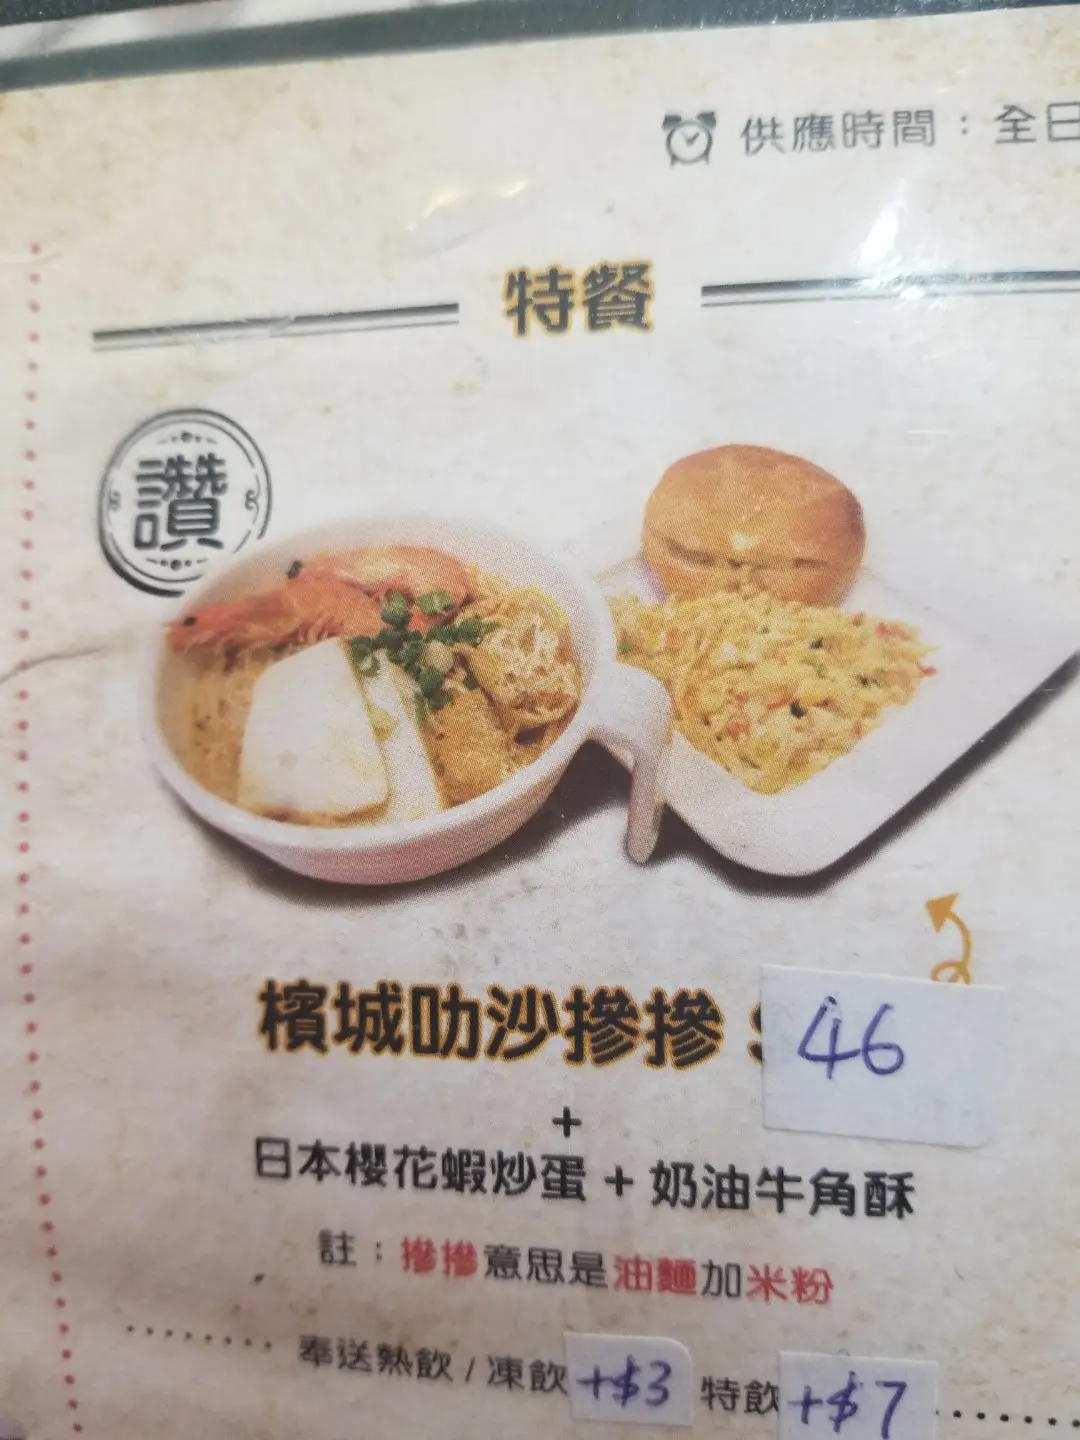 供應時間：全日
特餐
讚
檳城叻沙摻摻 $46
+
日本櫻花蝦炒蛋 + 奶油牛角酥
註：摻摻意思是油麵加米粉
奉送熱飲 / 凍飲 +$3 特飲 +$7